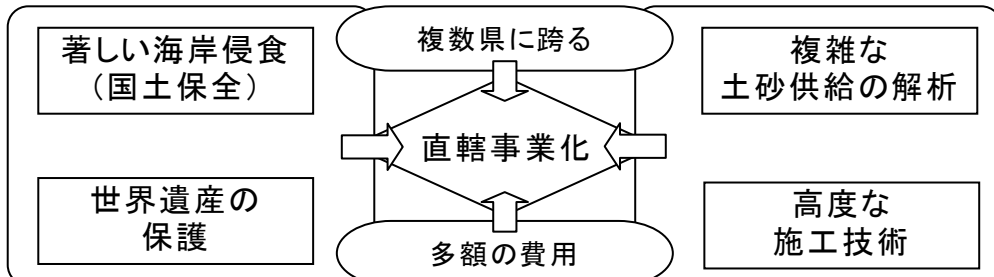 著しい海岸侵食
（国土保全）
世界遺産の
保護
複数県に跨る
直轄事業化
多額の費用
複雑な
土砂供給の解析
高度な
施工技術